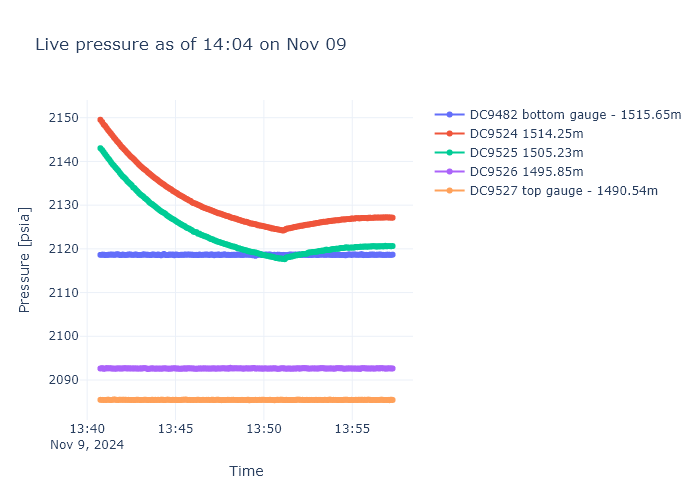 Live pressure as of 14:04 on Nov 09
DC9482 bottom gauge - 1515.65m
DC9524 1514.25m
DC9525 1505.23m
DC9526 1495.85m
DC9527 top gauge - 1490.54m
Pressure [psia]
2150
2140
2130
2120
2110
2100
2090
13:40
13:45
13:50
13:55
Nov 9, 2024
Time